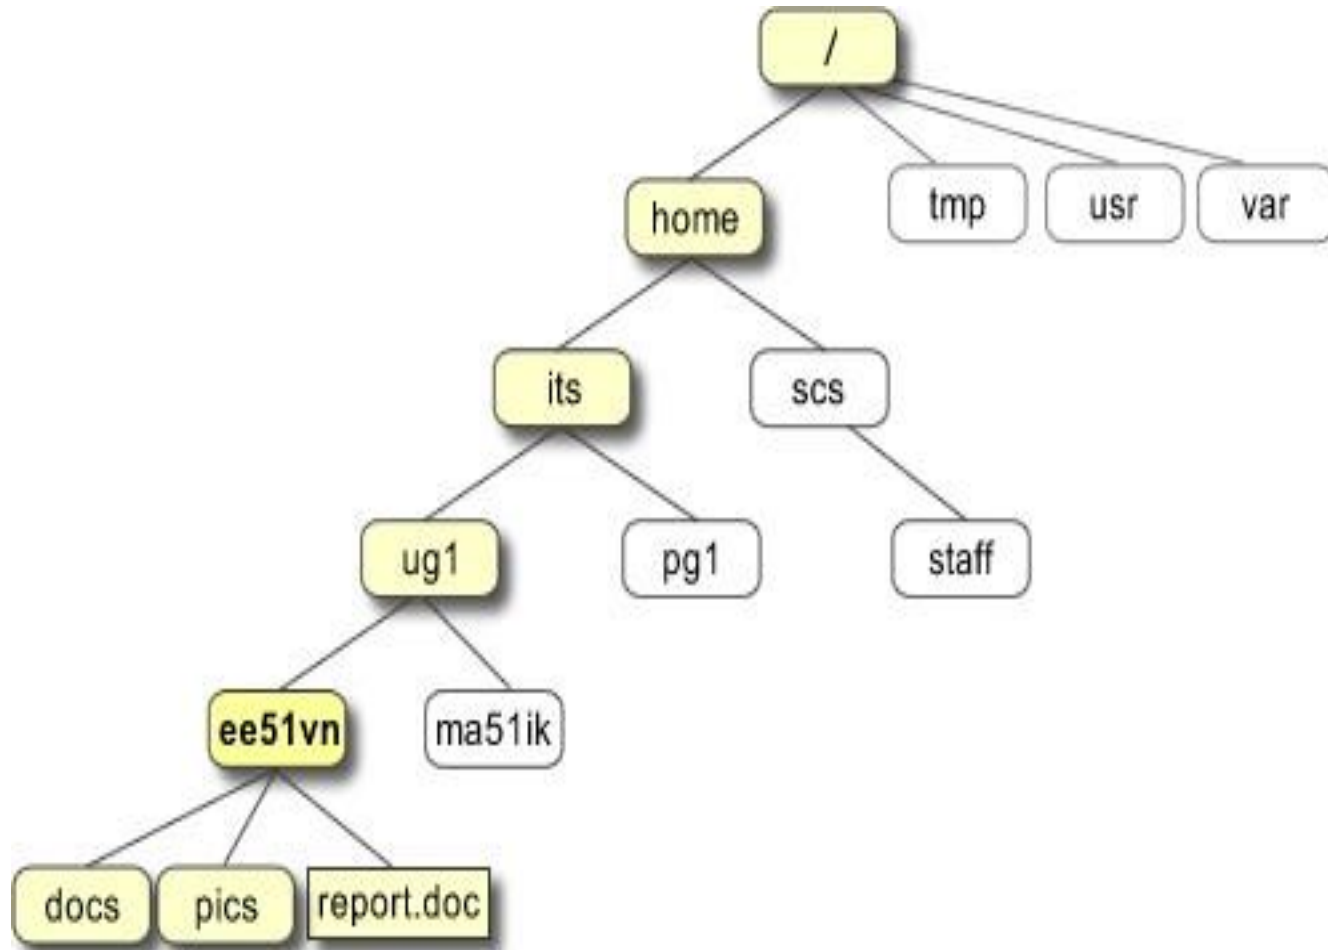 /
home
tmp
usr
var
its
scs
ug1
pg1
staff
ee51vn
ma51ik
docs
pics
report.doc